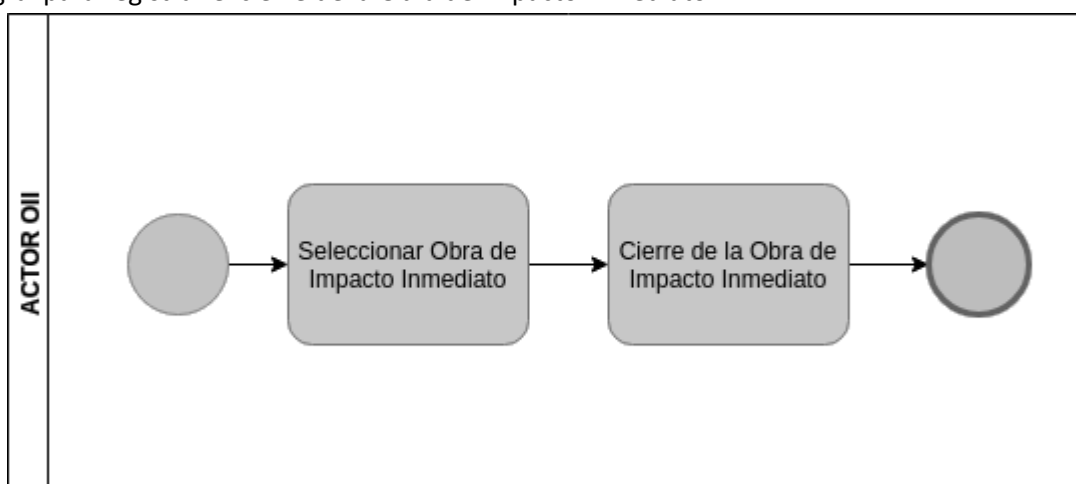 ACTOR OII
Seleccionar Obra de
Impacto Inmediato
Cierre de la Obra de
Impacto Inmediato